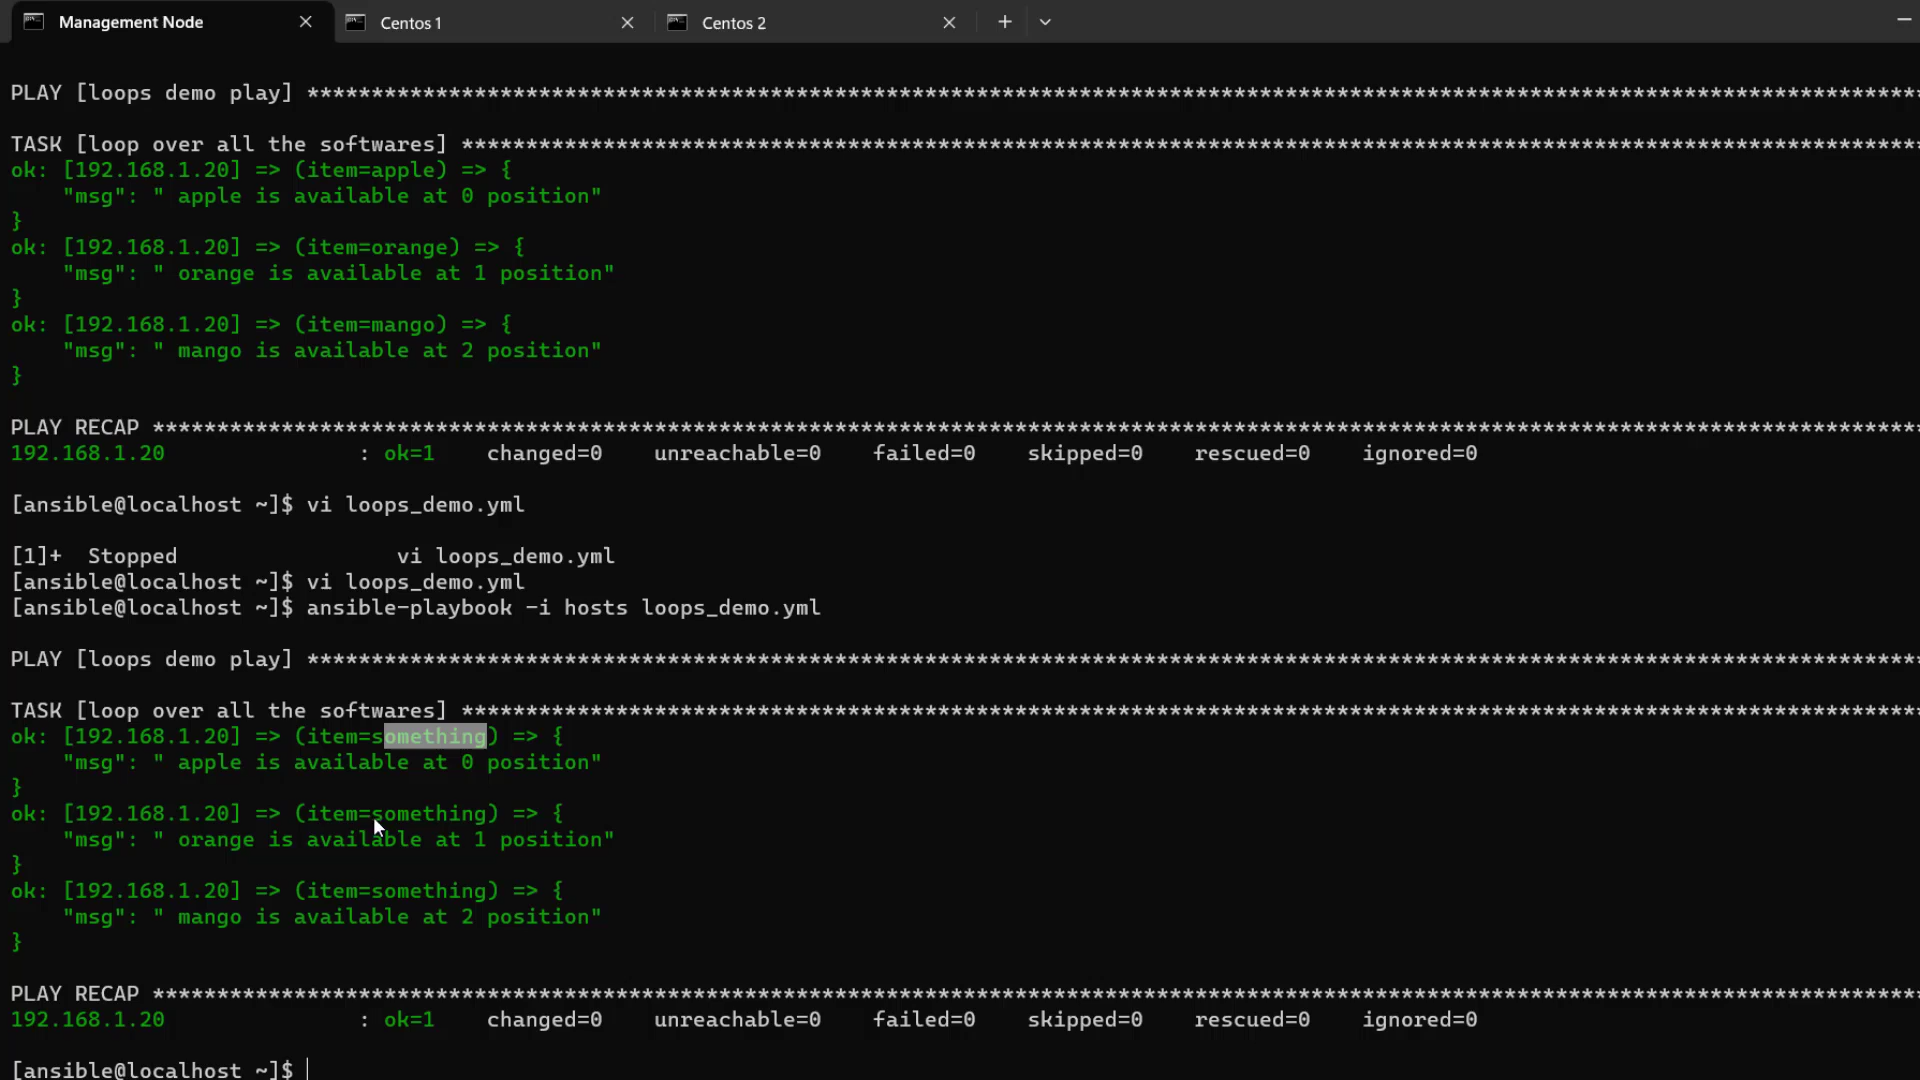 Management Node
Centos 1
Centos 2
PLAY [loops demo play] *****************************************************************************************************************************
TASK [loop over all the softwares] *****************************************************************************************************************
ok: [192.168.1.20] => (item=apple) => {
    "msg": " apple is available at 0 position"
}
ok: [192.168.1.20] => (item=orange) => {
    "msg": " orange is available at 1 position"
}
ok: [192.168.1.20] => (item=mango) => {
    "msg": " mango is available at 2 position"
}
PLAY RECAP *****************************************************************************************************************************************
192.168.1.20               : ok=1    changed=0    unreachable=0    failed=0    skipped=0    rescued=0    ignored=0
[ansible@localhost ~]$ vi loops_demo.yml
[1]+  Stopped                 vi loops_demo.yml
[ansible@localhost ~]$ vi loops_demo.yml
[ansible@localhost ~]$ ansible-playbook -i hosts loops_demo.yml
PLAY [loops demo play] *****************************************************************************************************************************
TASK [loop over all the softwares] *****************************************************************************************************************
ok: [192.168.1.20] => (item=something) => {
    "msg": " apple is available at 0 position"
}
ok: [192.168.1.20] => (item=something) => {
    "msg": " orange is available at 1 position"
}
ok: [192.168.1.20] => (item=something) => {
    "msg": " mango is available at 2 position"
}
PLAY RECAP *****************************************************************************************************************************************
192.168.1.20               : ok=1    changed=0    unreachable=0    failed=0    skipped=0    rescued=0    ignored=0
[ansible@localhost ~]$